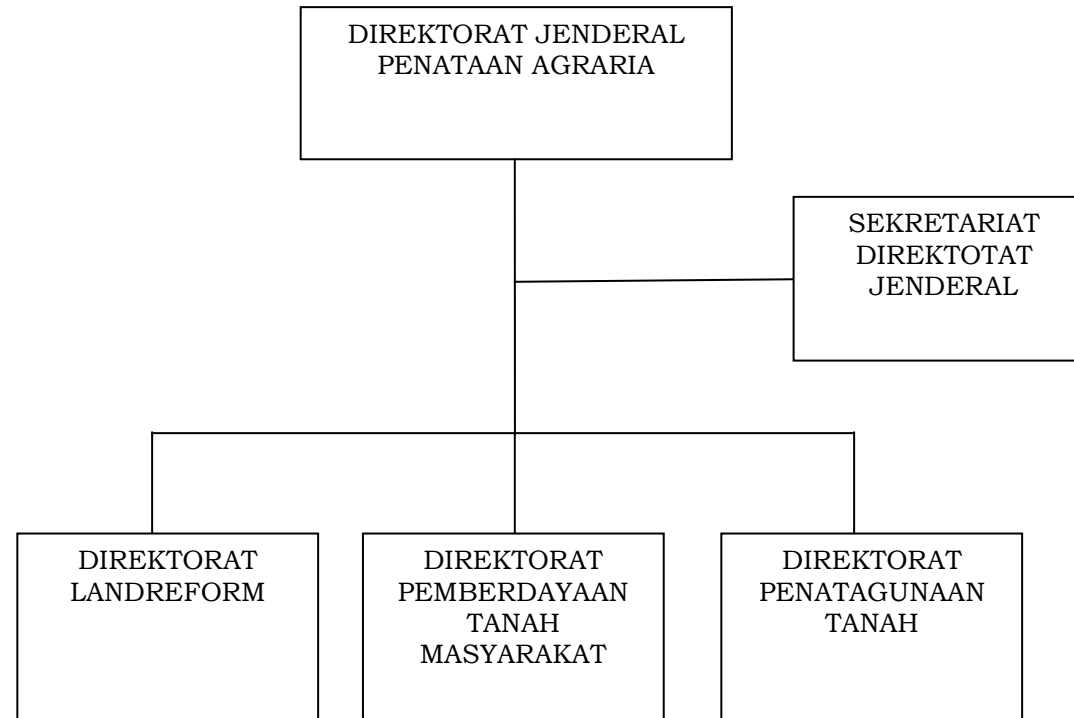 DIREKTORAT JENDERAL
PENATAAN AGRARIA
SEKRETARIAT
DIREKTOTAT
JENDERAL
DIREKTORAT
LANDREFORM
DIREKTORAT
PEMBERDAYAAN
TANAH
MASYARAKAT
DIREKTORAT
PENATAGUNAAN
TANAH